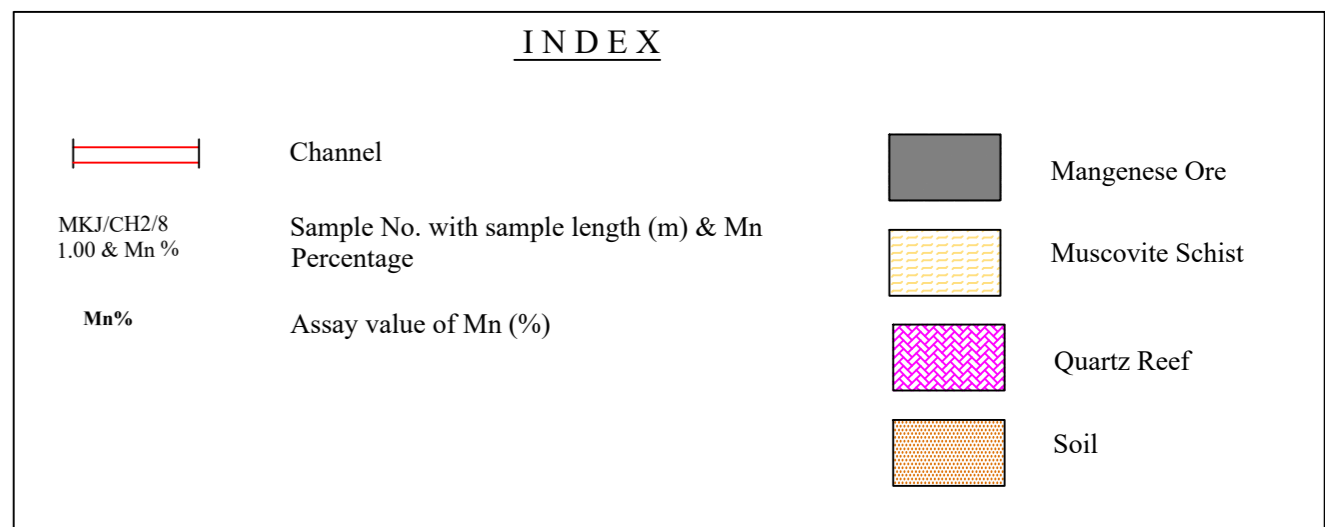 I N D E X
Channel
MKJ/CH2/8
1.00 & Mn %
Sample No. with sample length (m) & Mn
Percentage
Mn%
Assay value of Mn (%)
Mangenese Ore
Muscovite Schist
Quartz Reef
Soil